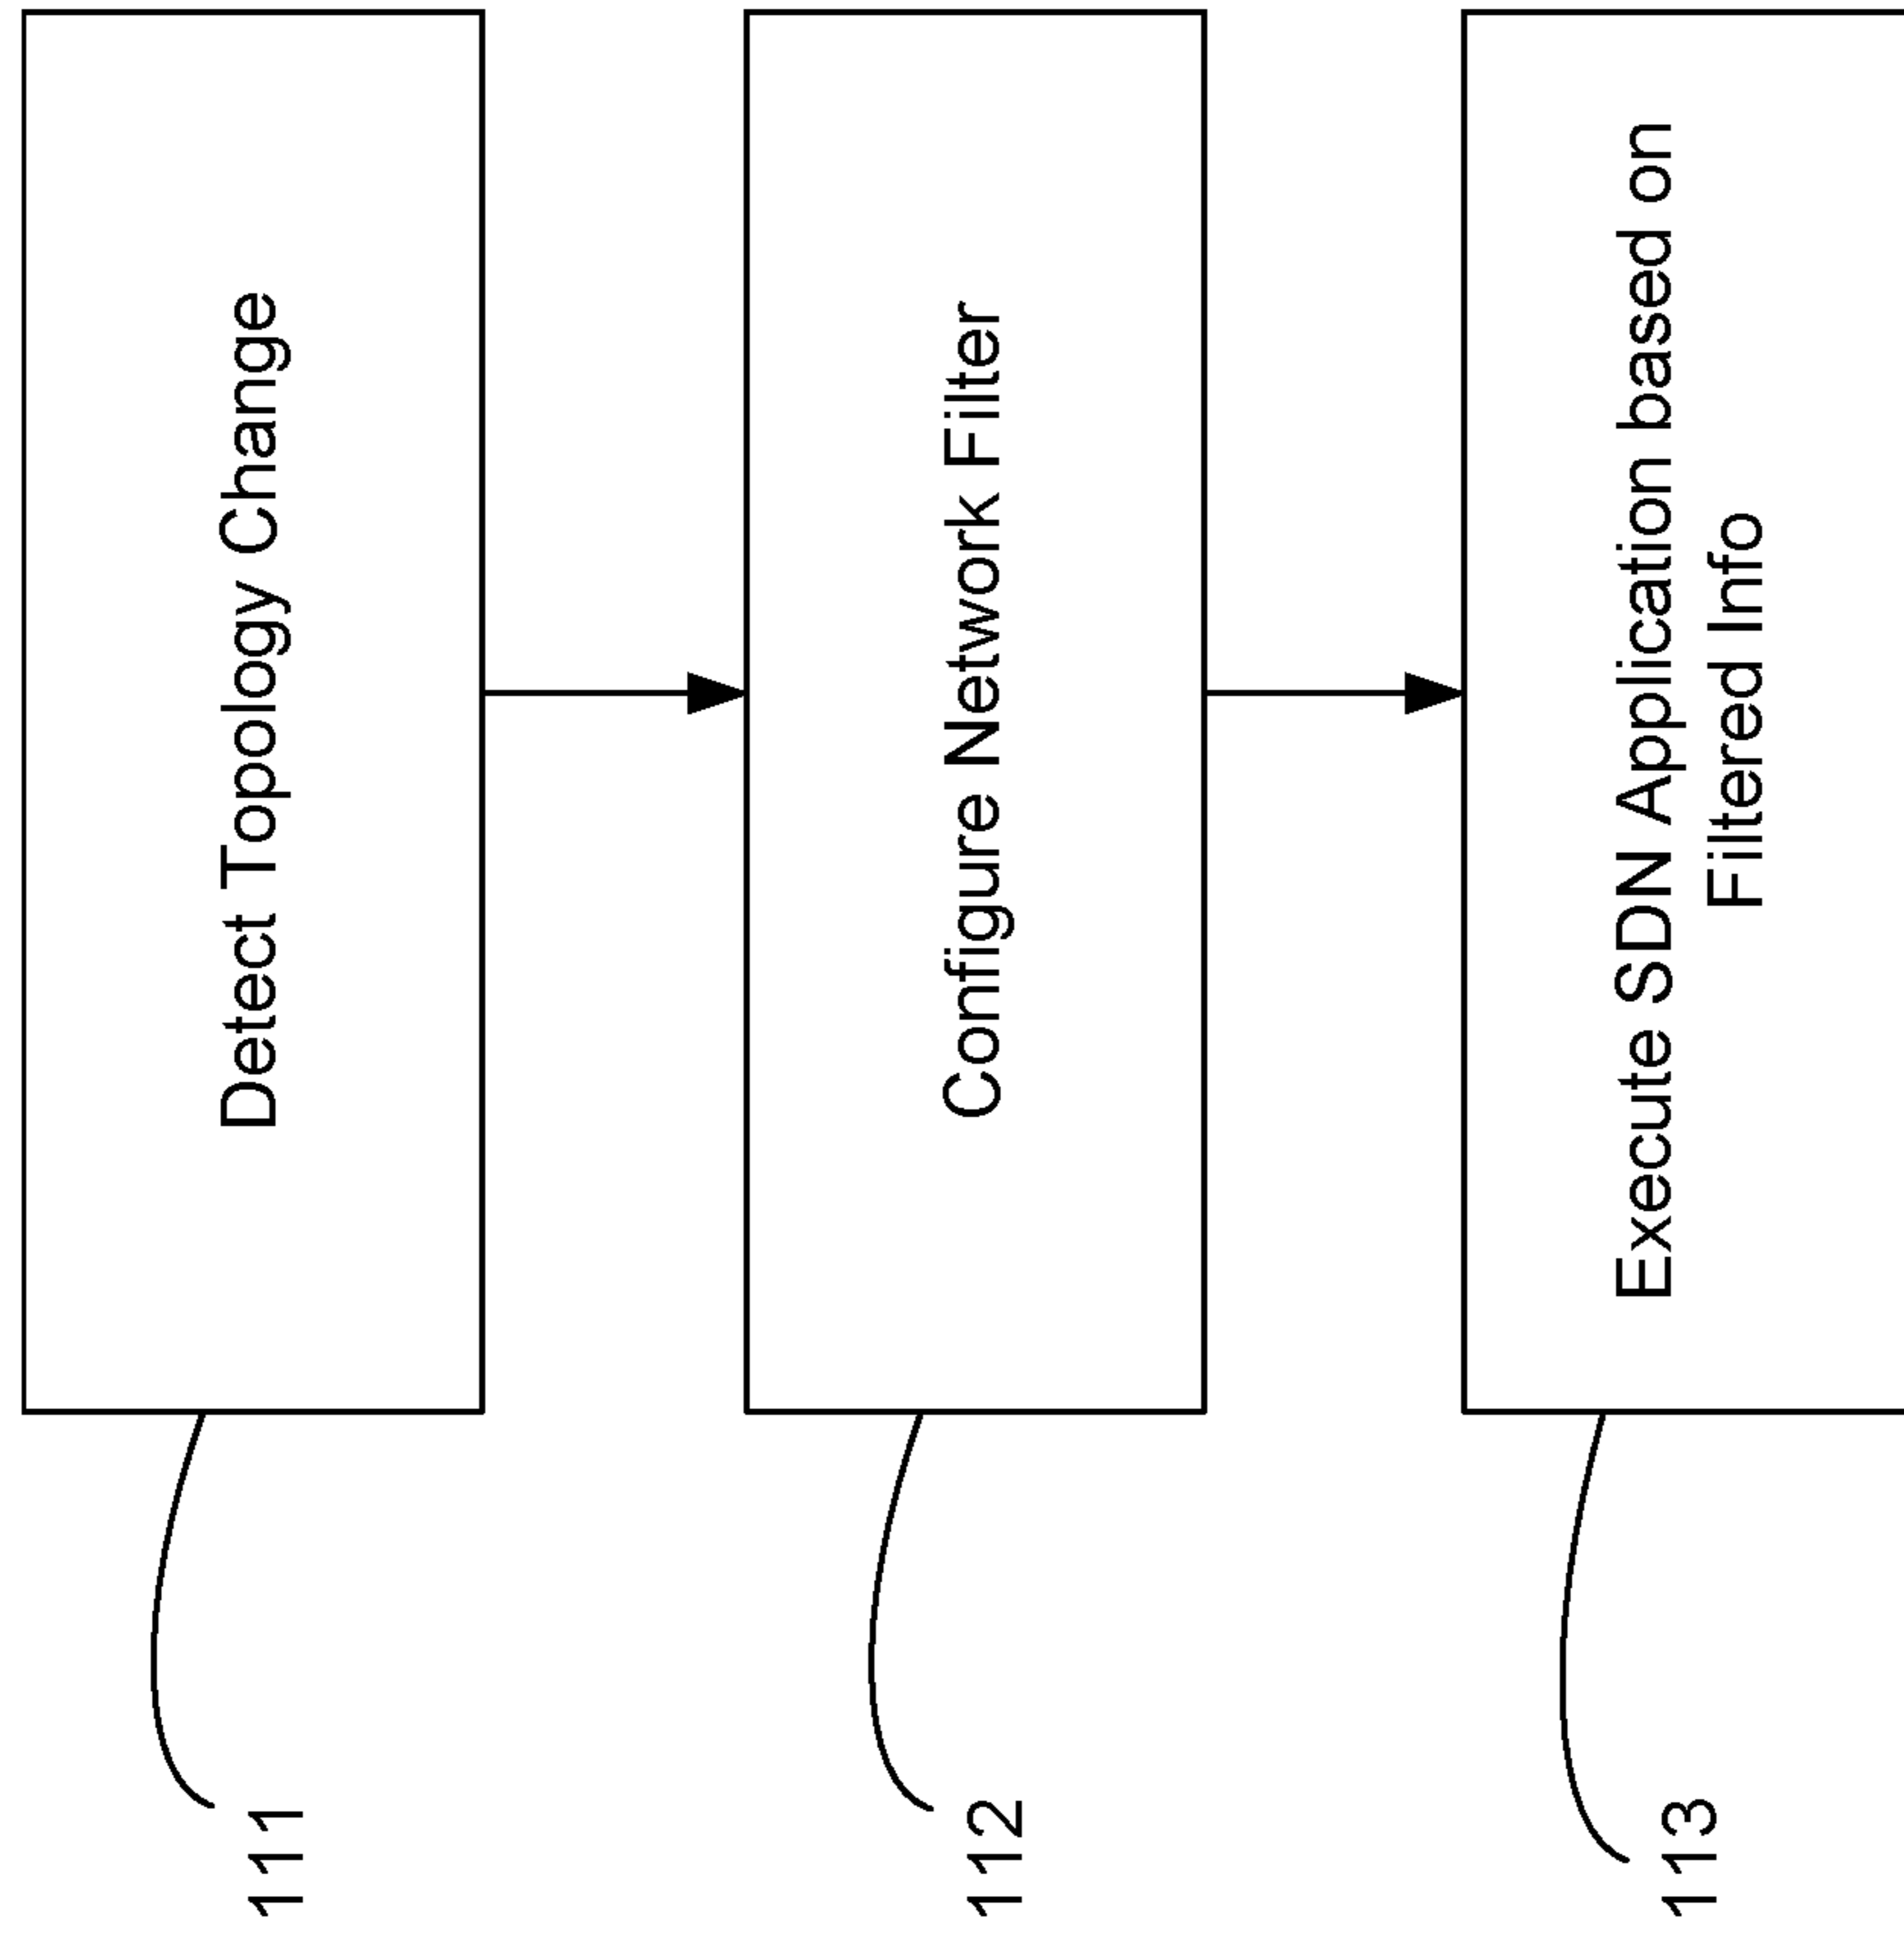 111
Detect Topology Change
112
Configure Network Filter
113
Execute SDN Application based on
Filtered Info